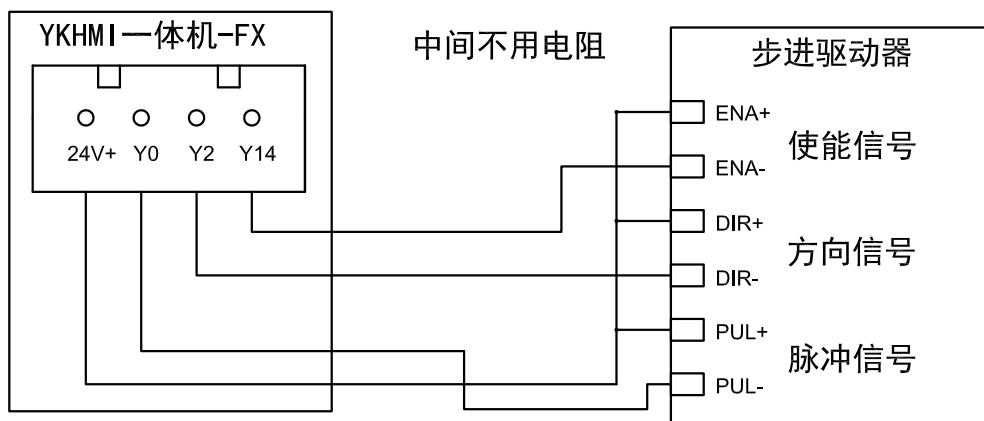 YKHMI一体机-FX
中间不用电阻
步进驱动器
24V+ Y0 Y2 Y14
ENA+
使能信号
ENA-
DIR+
方向信号
DIR-
PUL+
脉冲信号
PUL-